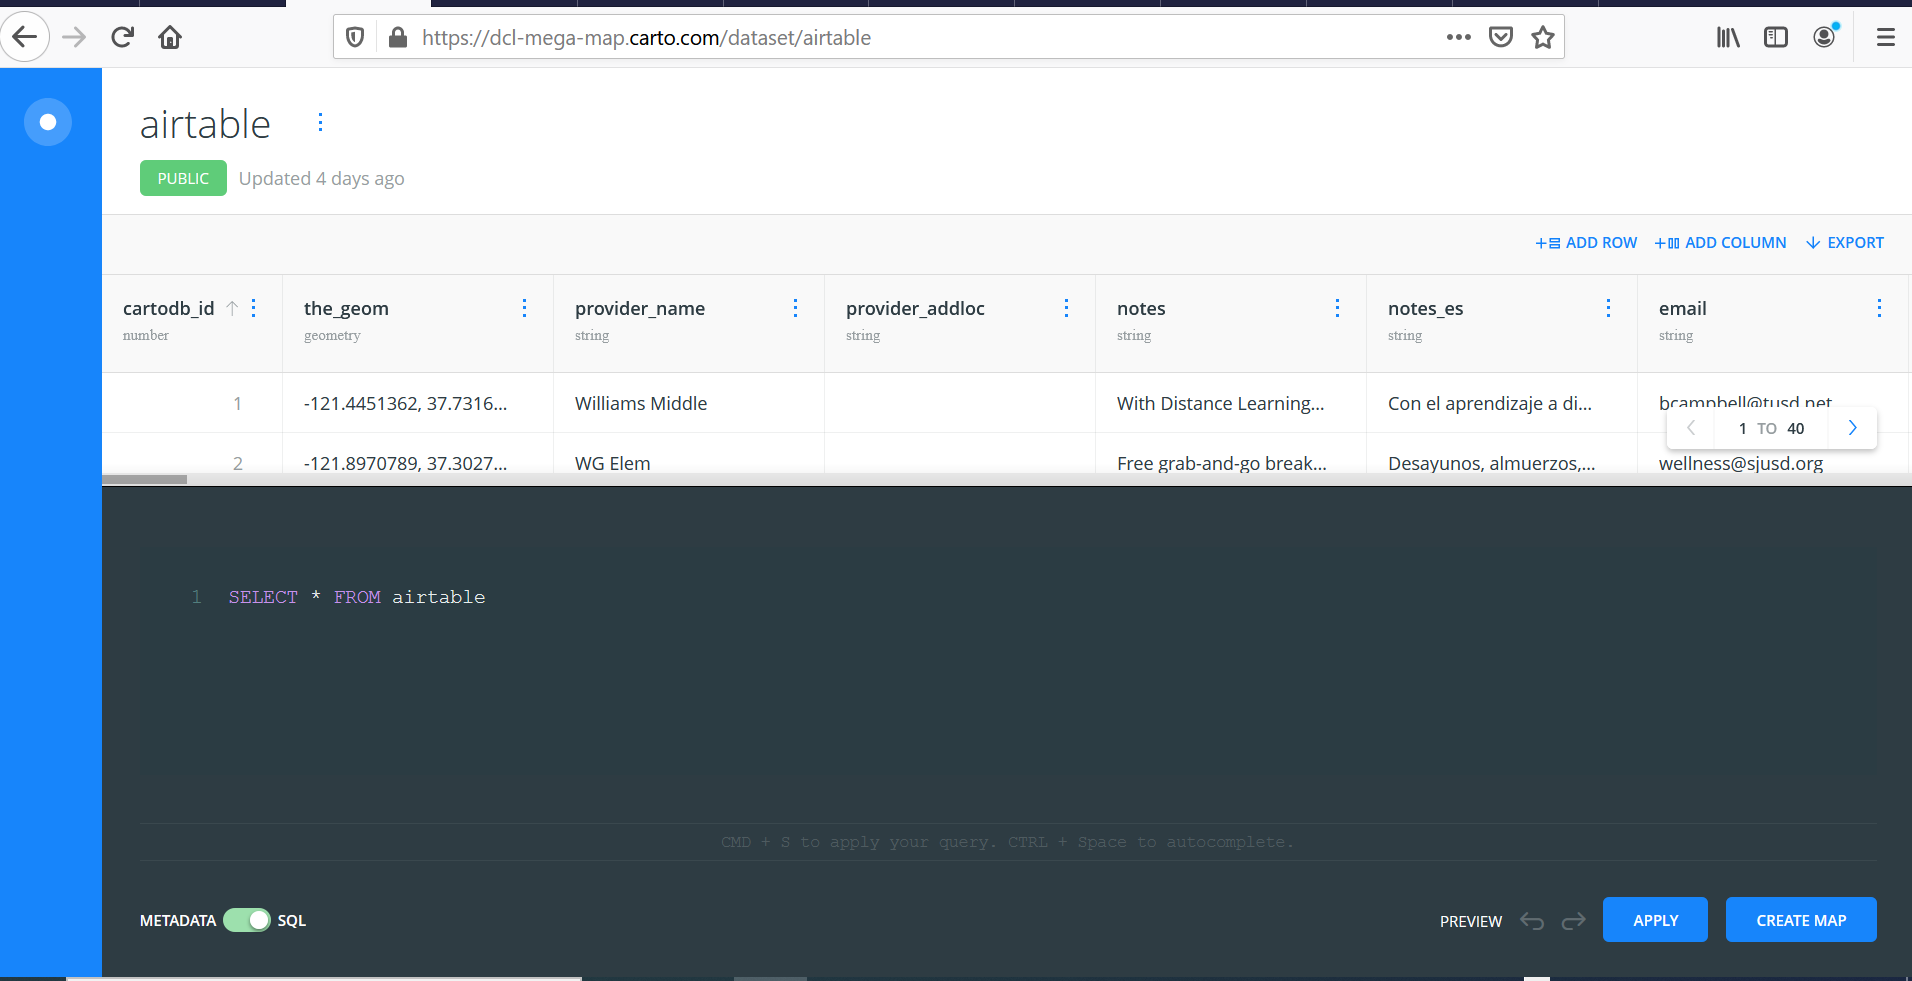 https://dcl-mega-map.carto.com/dataset/airtable
airtable
PUBLIC Updated 4 days ago
ADD ROW ADD COLUMN EXPORT
cartodb_id the_geom provider_name provider_addloc notes notes_es email
number geometry string string string string string
1 -121.4451362, 37.7316... Williams Middle With Distance Learning... Con el aprendizaje a di... bcampbell@tusd.net
1 TO 40
2 -121.8970789, 37.3027... WG Elem Free grab-and-go break... Desayunos, almuerzos,... wellness@sjusd.org
1 SELECT * FROM airtable
CMD + S to apply your query. CTRL + Space to autocomplete.
METADATA SQL PREVIEW APPLY CREATE MAP